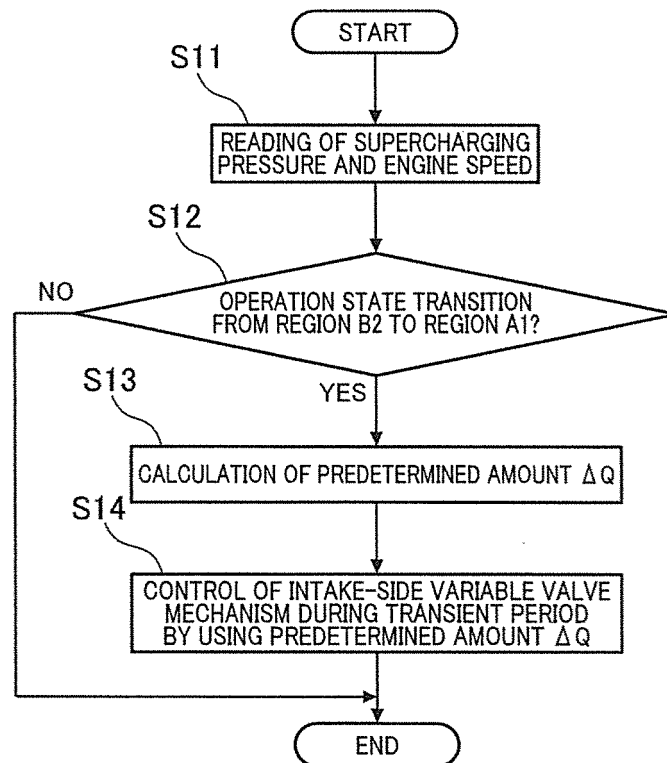 START
S11
READING OF SUPERCHARGING
PRESSURE AND ENGINE SPEED
S12
NO
OPERATION STATE TRANSITION
FROM REGION B2 TO REGION A1?
YES
S13
CALCULATION OF PREDETERMINED AMOUNT ΔQ
S14
CONTROL OF INTAKE-SIDE VARIABLE VALVE
MECHANISM DURING TRANSIENT PERIOD
BY USING PREDETERMINED AMOUNT ΔQ
END